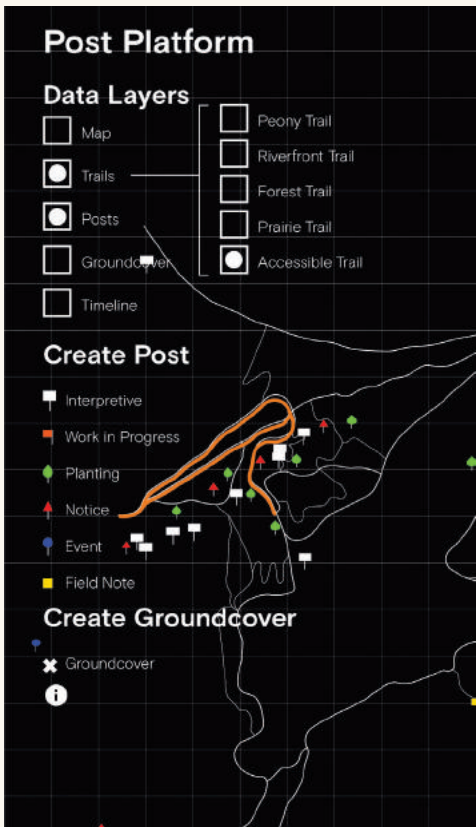 Post Platform
Data Layers
Map
Trails
Posts
Groundcover
Timeline
Peony Trail
Riverfront Trail
Forest Trail
Prairie Trail
Accessible Trail
Create Post
Interpretive
Work in Progress
Planting
Notice
Event
Field Note
Create Groundcover
Groundcover
i